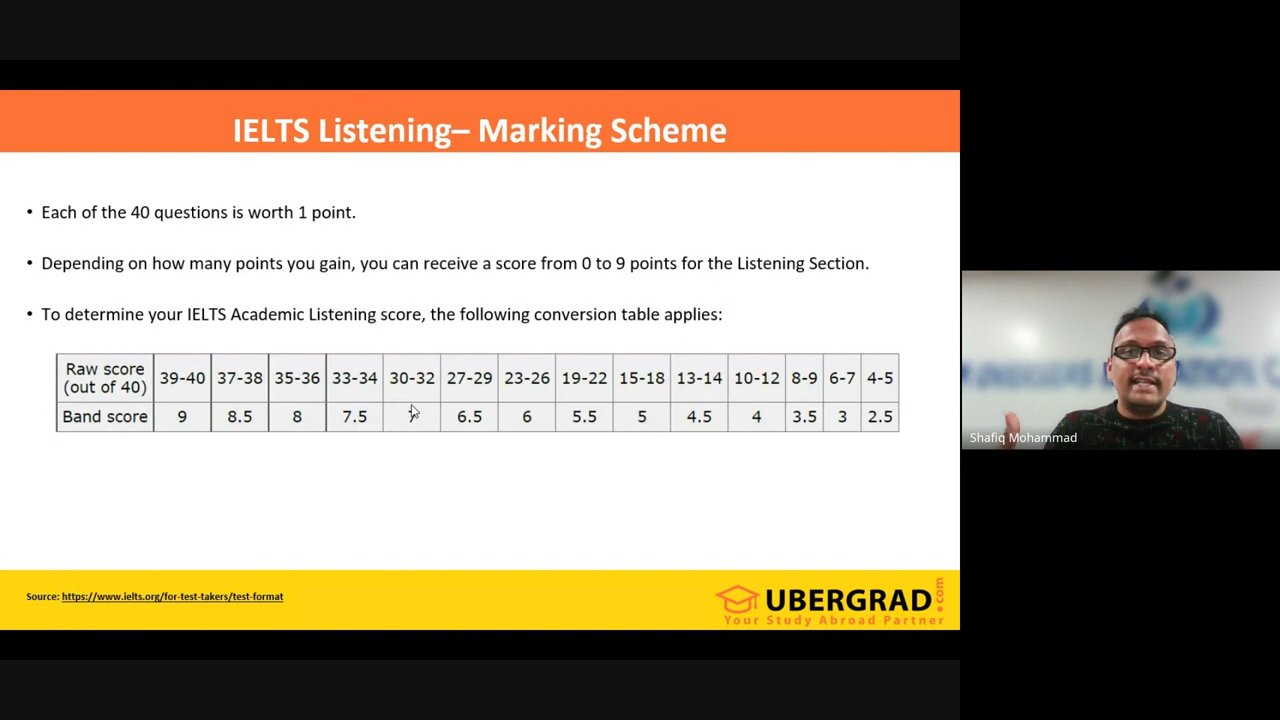 IELTS Listening– Marking Scheme
• Each of the 40 questions is worth 1 point.
• Depending on how many points you gain, you can receive a score from 0 to 9 points for the Listening Section.
• To determine your IELTS Academic Listening score, the following conversion table applies:
Raw score (out of 40) 39-40 37-38 35-36 33-34 30-32 27-29 23-26 19-22 15-18 13-14 10-12 8-9 6-7 4-5
Band score 9 8.5 8 7.5 6.5 6 5.5 5 4.5 4 3.5 3 2.5
Source: https://www.ielts.org/for-test-takers/test-format
UBERGRAD.com
Your Study Abroad Partner
Shafiq Mohammad